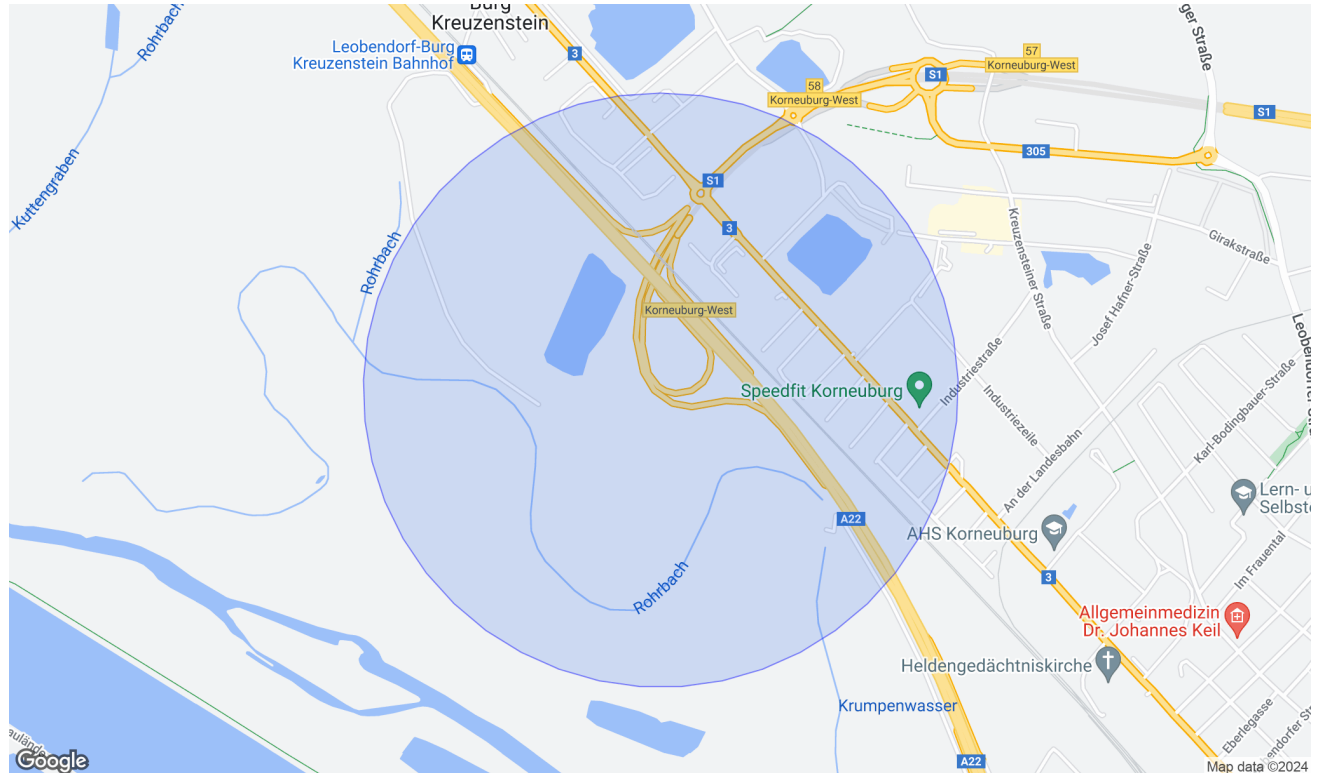 Burg
Kreuzenstein
Rohrbach
Leobendorf-Burg
Kreuzenstein Bahnhof
3
57
Korneuburg-West
S1
58
Korneuburg-West
S1
305
Kuttengraben
S1
3
Rohrbach
Girakstraße
Kreuzensteiner Straße
Josef Hafner-Straße
Korneuburg-West
Speedfit Korneuburg
Industriestraße
Industriezeile
Karl-Bodingbauer-Straße
An der Landesbahn
A22
AHS Korneuburg
Lern- u
Selbst
Im Frauental
3
Rohrbach
Allgemeinmedizin
Dr. Johannes Keil
Heldengedächtniskirche
Krumpenwasser
Eberlegasse
A22
Google
Map data ©2024